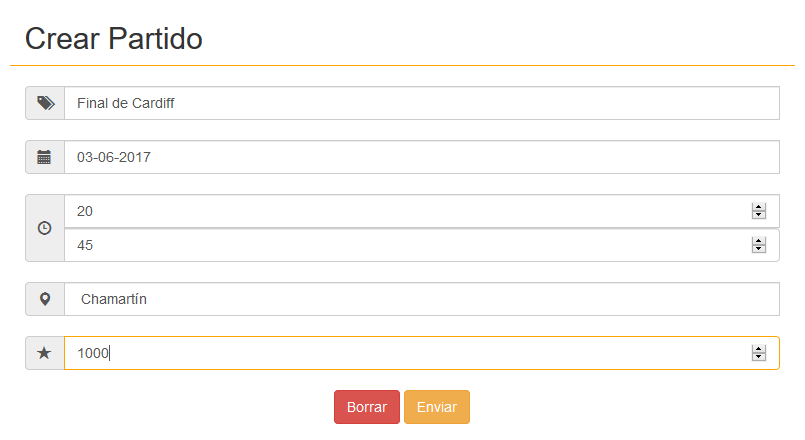 Crear Partido
Final de Cardiff
03-06-2017
20
45
Chamartín
1000
Borrar Enviar